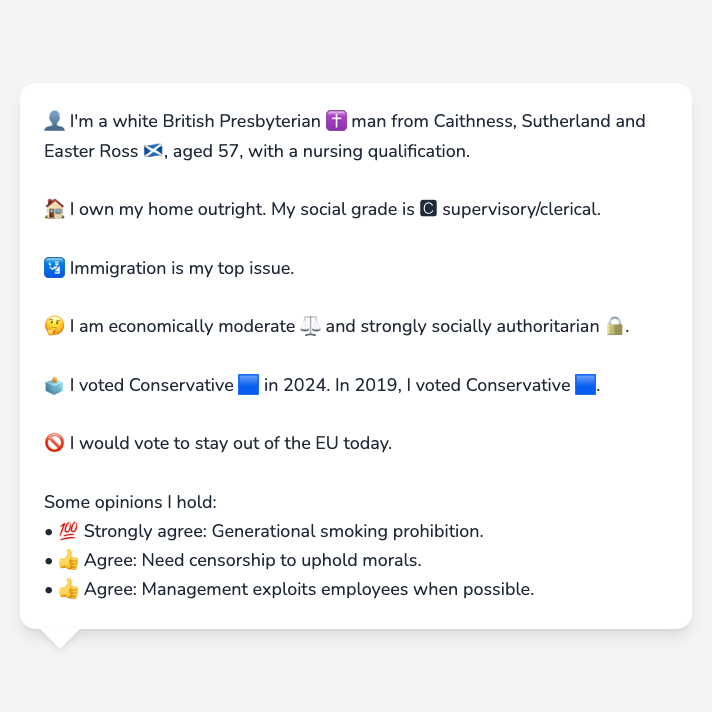 👤 I'm a white British Presbyterian ✝️ man from Caithness, Sutherland and
Easter Ross 🏴󠁧󠁢󠁳󠁣󠁴󠁿, aged 57, with a nursing qualification.
🏠 I own my home outright. My social grade is 🅲 supervisory/clerical.
🛂 Immigration is my top issue.
🤔 I am economically moderate ⚖️ and strongly socially authoritarian 🔒.
🗳️ I voted Conservative 🟦 in 2024. In 2019, I voted Conservative 🟦.
🚫 I would vote to stay out of the EU today.
Some opinions I hold:
• 💯 Strongly agree: Generational smoking prohibition.
• 👍 Agree: Need censorship to uphold morals.
• 👍 Agree: Management exploits employees when possible.